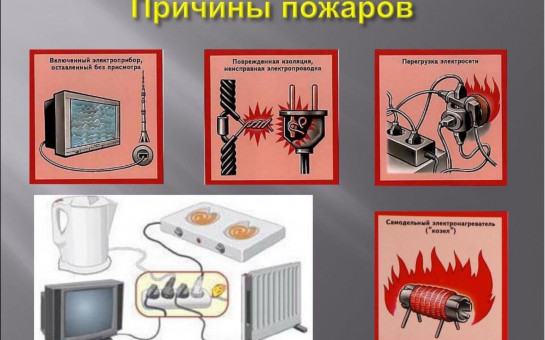 Причины пожаров
Включенный электроприбор,
оставленный без присмотра
Поврежденная изоляция,
неисправная электропроводка
Перегрузка электросети
Самодельный электронагреватель
("козел")